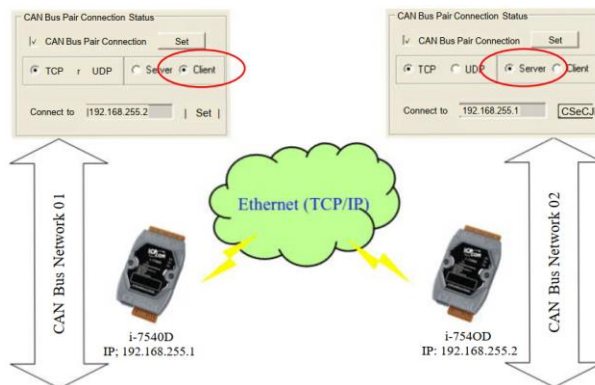 CAN Bus Pair Connection Status
CAN Bus Pair Connection Set
TCP r UDP Server Client
Connect to 192.168.255.2 | Set |
CAN Bus Pair Connection Status
CAN Bus Pair Connection Set
TCP UDP Server Client
Connect to 192.168.255.1 CSeCJ
CAN Bus Network 01
Ethernet (TCP/IP)
CAN Bus Network 02
i-7540D
IP; 192.168.255.1
i-754OD
IP: 192.168.255.2